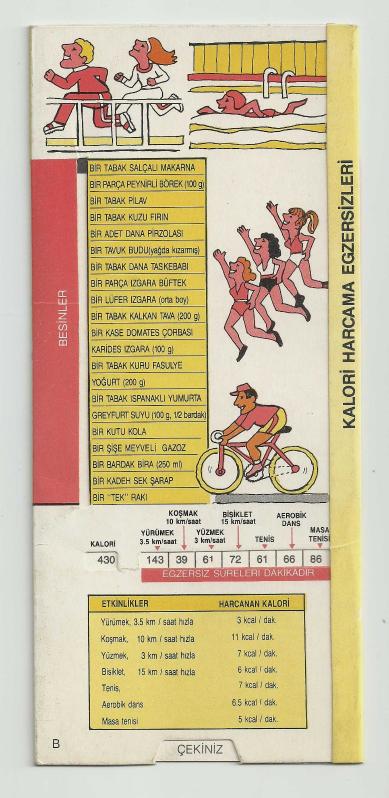 KALORİ HARCAMA EGZERSİZLERİ
BESİNLER
BİR TABAK SALÇALI MAKARNA
BİR PARÇA PEYNİRLİ BÖREK (100 g)
BİR TABAK PİLAV
BİR TABAK KUZU FIRIN
BİR ADET DANA PİRZOLASI
BİR TAVUK BUDU(yağda kızarmış)
BİR TABAK DANA TASKEBABI
BİR PARÇA IZGARA BÜFTEK
BİR LÜFER IZGARA (orta boy)
BİR TABAK KALKAN TAVA (200 g)
BİR KASE DOMATES ÇORBASI
KARİDES IZGARA (100 g)
BİR TABAK KURU FASULYE
YOĞURT (200 g)
BİR TABAK ISPANAKLI YUMURTA
GREYFURT SUYU (100 g, 1/2 bardak)
BİR KUTU KOLA
BİR ŞİŞE MEYVELİ GAZOZ
BİR BARDAK BİRA (250 ml)
BİR KADEH SEK ŞARAP
BİR "TEK" RAKI
KALORİ
430
YÜRÜMEK
3.5 km/saat
KOŞMAK
10 km/saat
YÜZMEK
3 km/saat
BİSİKLET
15 km/saat
TENİS
AEROBİK
DANS
MASA
TENİSİ
143 39 61 72 61 66 86
EGZERSİZ SÜRELERİ DAKİKADIR
ETKİNLİKLER HARCANAN KALORİ
Yürümek, 3.5 km / saat hızla 3 kcal / dak.
Koşmak, 10 km / saat hızla 11 kcal / dak.
Yüzmek, 3 km / saat hızla 7 kcal / dak.
Bisiklet, 15 km / saat hızla 6 kcal / dak.
Tenis, 7 kcal / dak.
Aerobik dans 6.5 kcal / dak.
Masa tenisi 5 kcal / dak.
B
ÇEKİNİZ